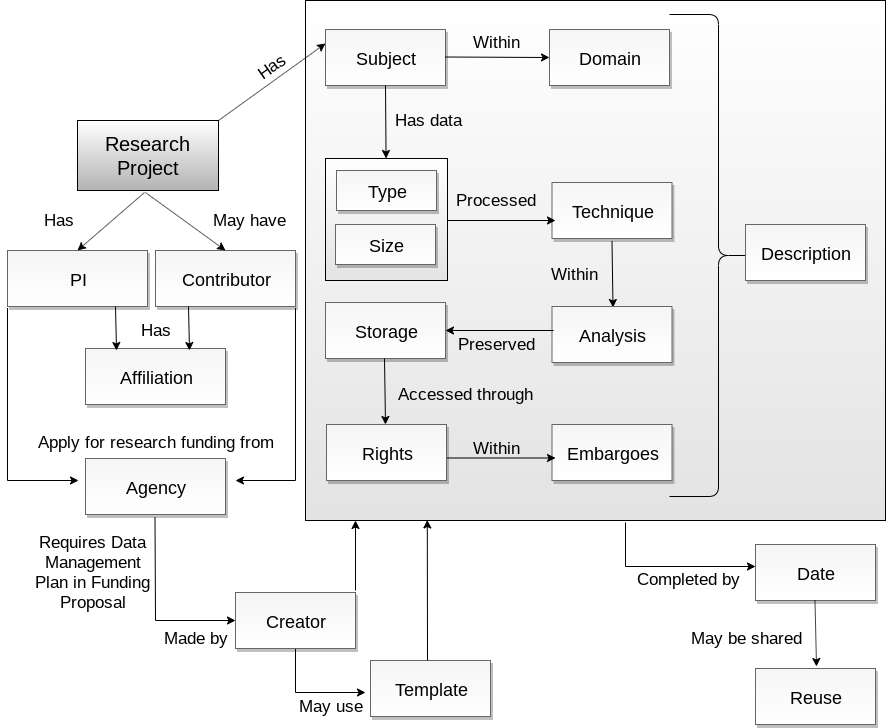 Subject
Within
Domain
Has
Has data
Research
Project
Type
Processed
Technique
Size
Has
May have
PI
Contributor
Within
Description
Has
Storage
Preserved
Analysis
Affiliation
Accessed through
Apply for research funding from
Rights
Within
Embargoes
Agency
Requires Data
Management
Plan in Funding
Proposal
Made by
Creator
May use
Template
Completed by
Date
May be shared
Reuse